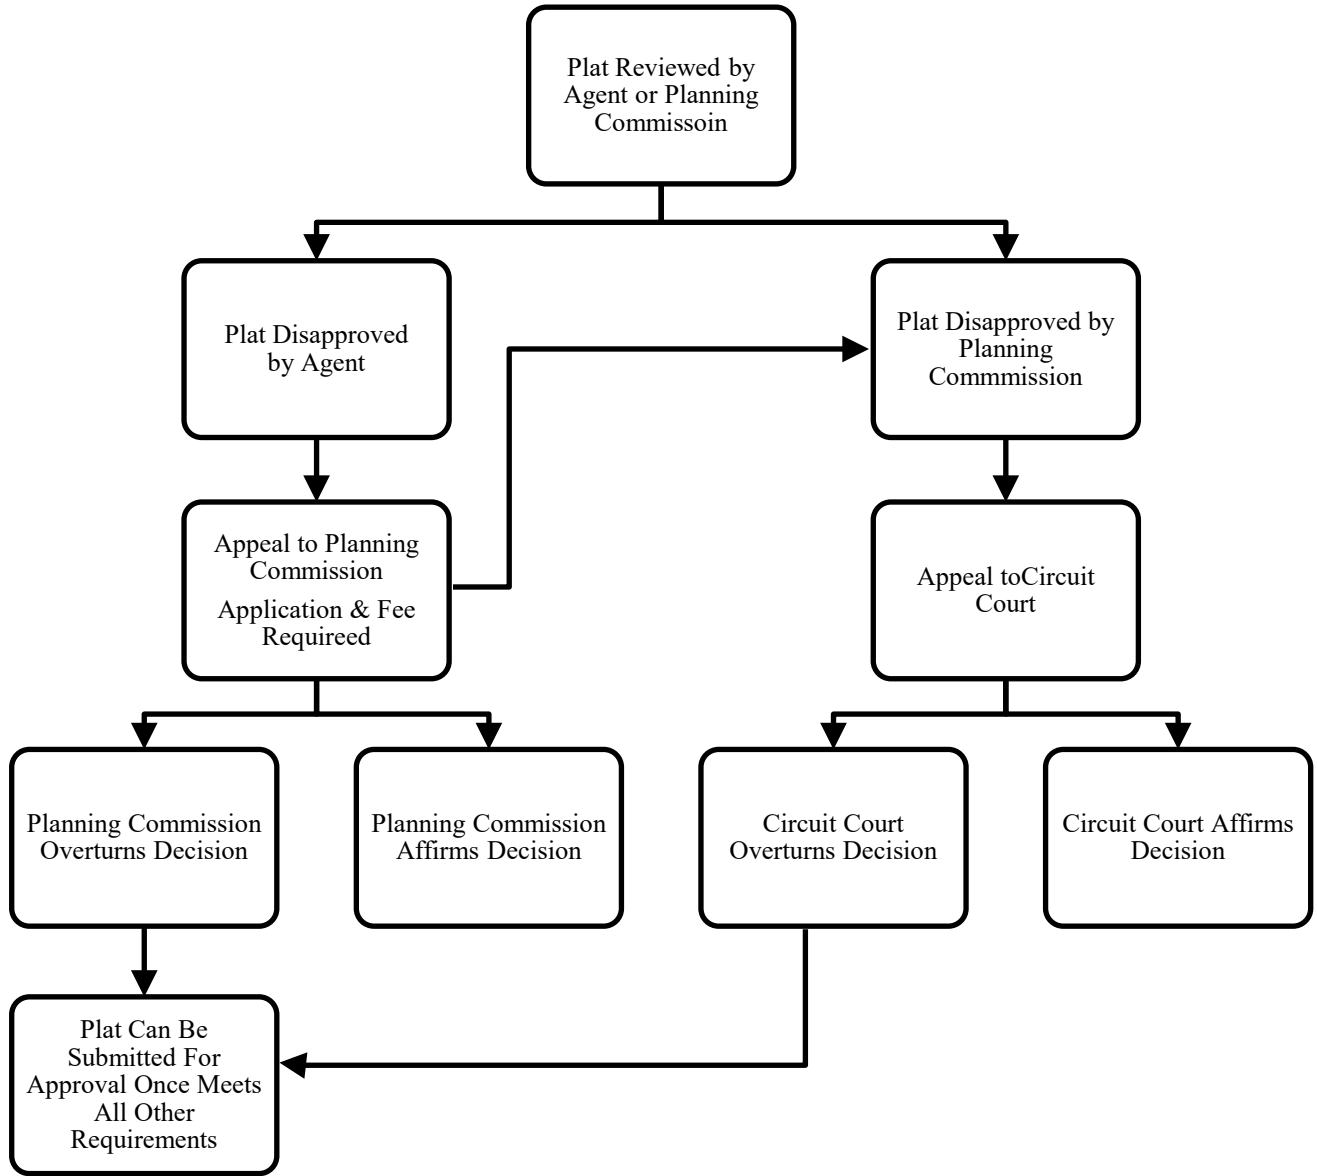 Plat Reviewed by
Agent or Planning
Commissoin
Plat Disapproved
by Agent
Plat Disapproved by
Planning
Commmission
Appeal to Planning
Commission
Application & Fee
Requireed
Appeal toCircuit
Court
Planning Commission
Overturns Decision
Planning Commission
Affirms Decision
Circuit Court
Overturns Decision
Circuit Court Affirms
Decision
Plat Can Be
Submitted For
Approval Once Meets
All Other
Requirements